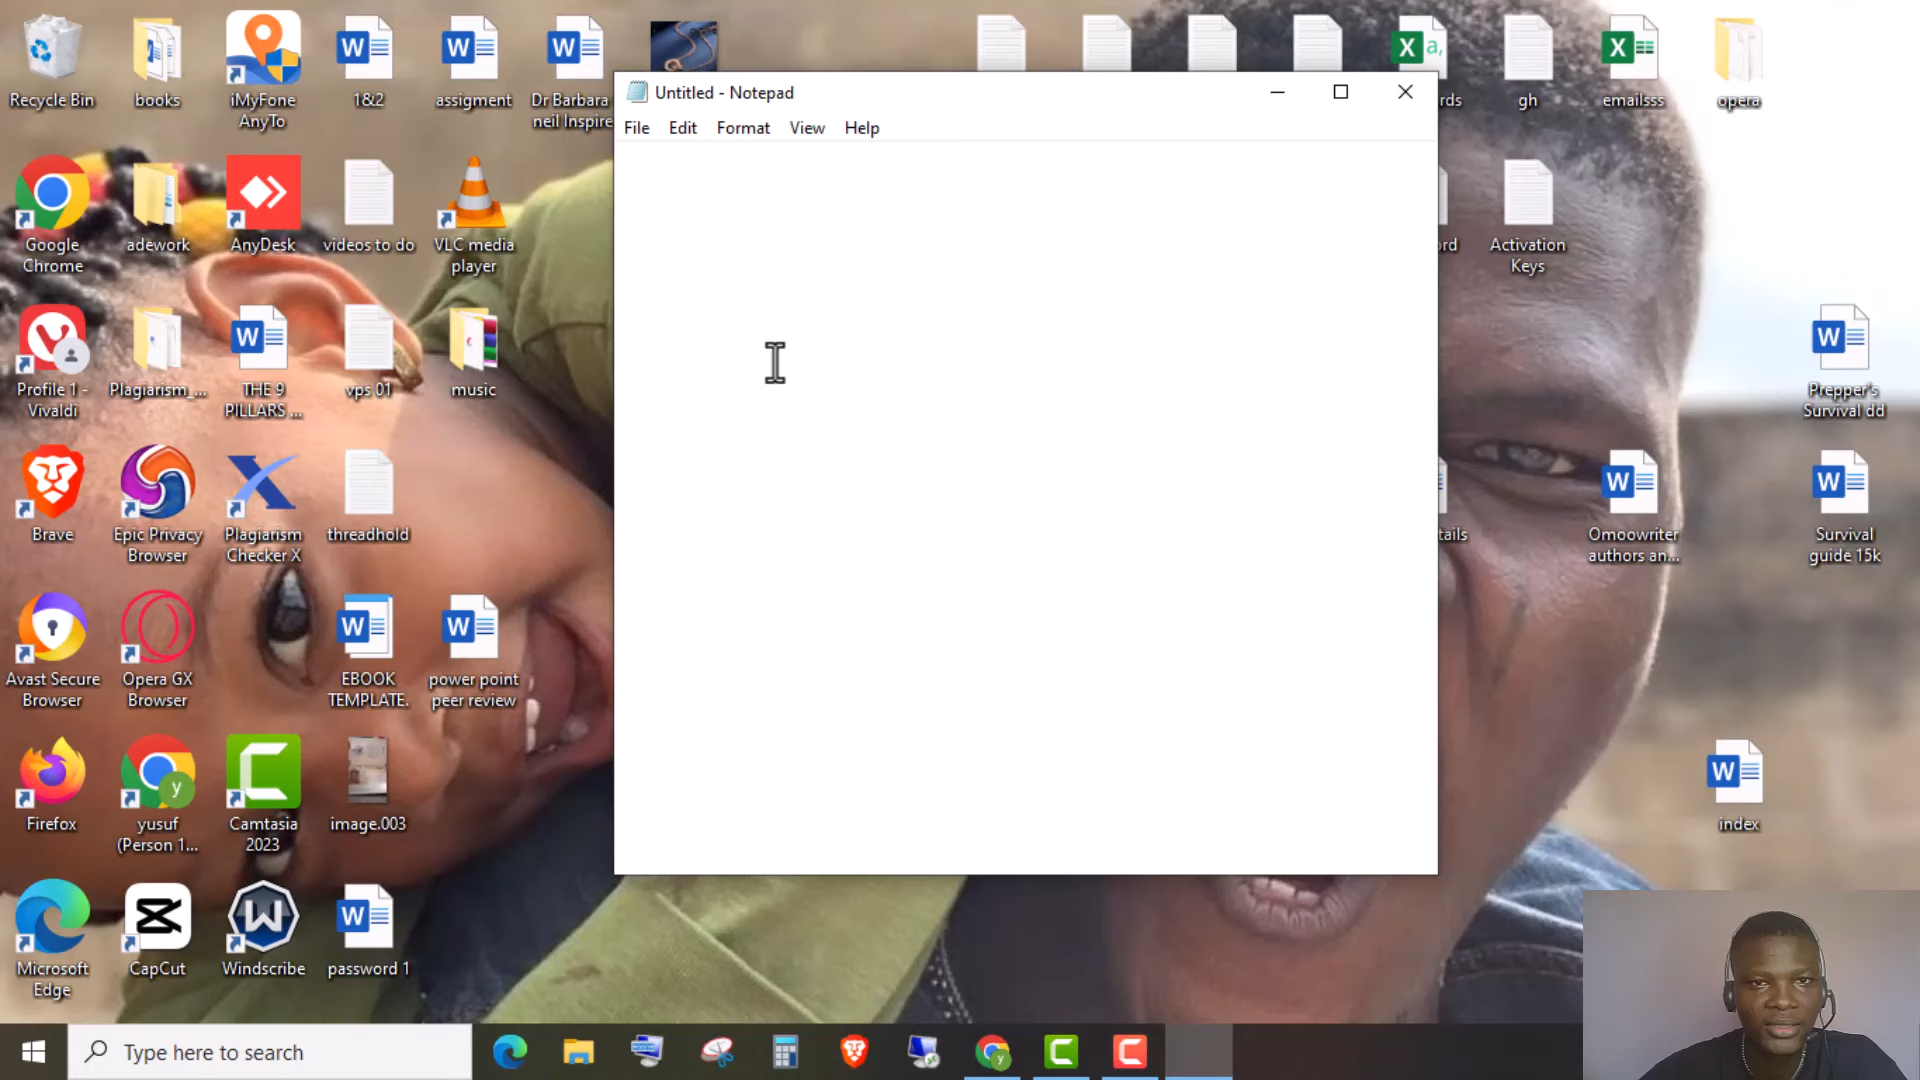 Recycle Bin
books
iMyFone
AnyTo
1&2
assigment
Dr Barbara
neil Inspire
rds
gh
emailsss
opera
Untitled - Notepad
File Edit Format View Help
Google
Chrome
adework
AnyDesk
videos to do
VLC media
player
ord
Activation
Keys
Profile 1 -
Vivaldi
Plagiarism_...
THE 9
PILLARS ...
vps 01
music
Prepper's
Survival dd
Brave
Epic Privacy
Browser
Plagiarism
Checker X
threadhold
tails
Omoowriter
authors an...
Survival
guide 15k
Avast Secure
Browser
Opera GX
Browser
EBOOK
TEMPLATE.
power point
peer review
Firefox
yusuf
(Person 1...
Camtasia
2023
image.003
index
Microsoft
Edge
CapCut
Windscribe
password 1
Type here to search